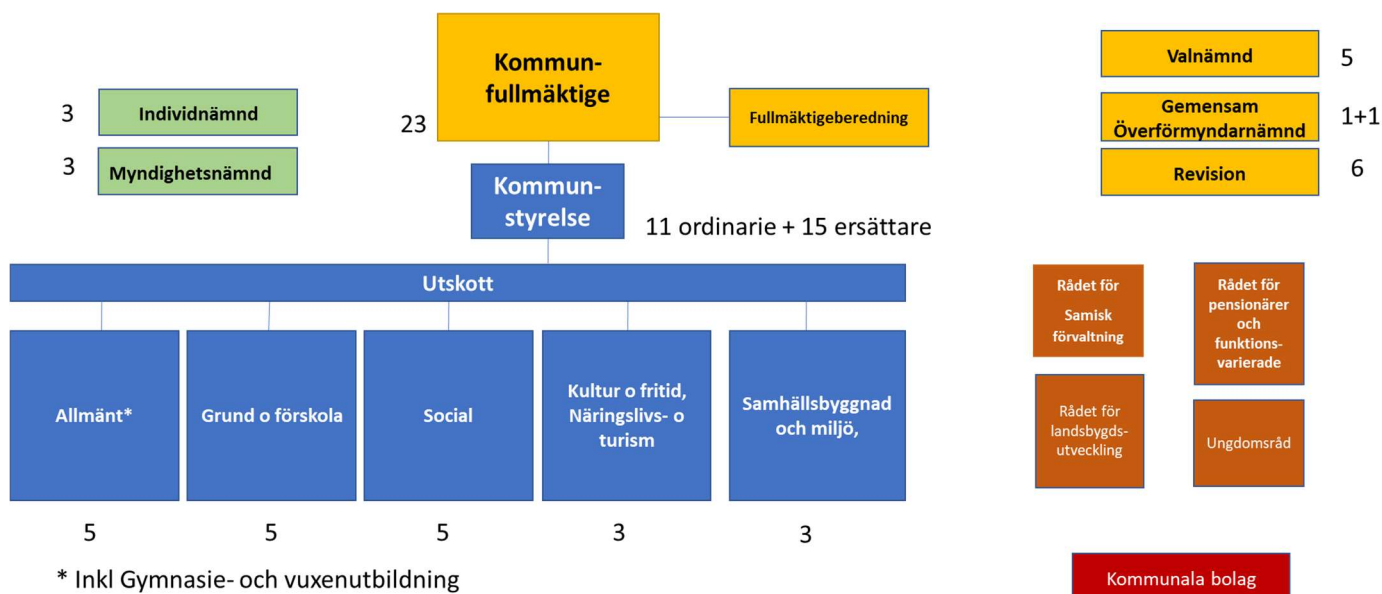 Kommun-
fullmäktige
23
Fullmäktigeberedning
3
Individnämnd
3
Myndighetsnämnd
Valnämnd
5
Gemensam
Överförmyndarnämnd
1+1
Revision
6
Kommun-
styrelse
11 ordinarie + 15 ersättare
Utskott
Allmänt*
Grund o förskola
Social
Kultur o fritid,
Näringslivs- o
turism
Samhällsbyggnad
och miljö,
5
5
5
3
3
* Inkl Gymnasie- och vuxenutbildning
Rådet för
Samisk
förvaltning
Rådet för
pensionärer
och
funktions-
varierade
Rådet för
landsbygds-
utveckling
Ungdomsråd
Kommunala bolag